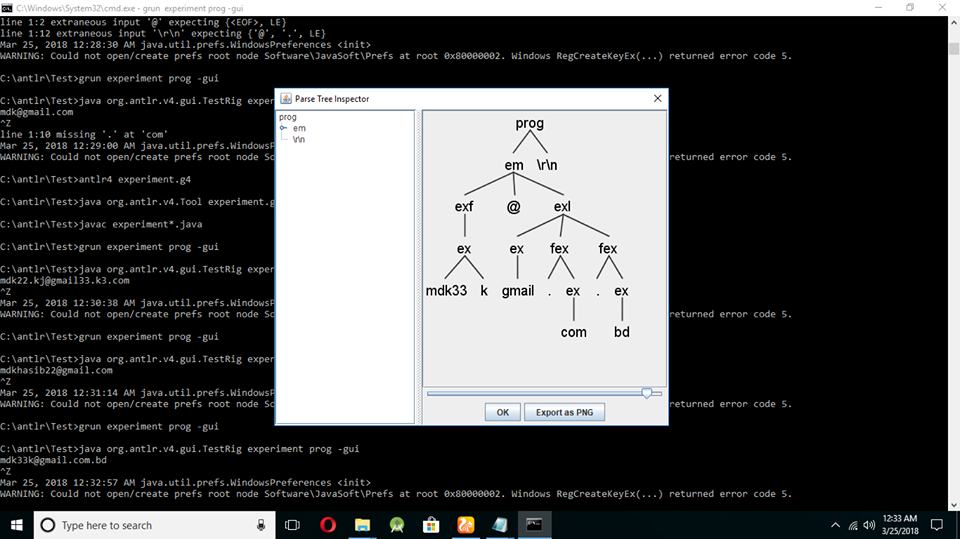 C:\Windows\System32\cmd.exe - grun experiment prog -gui
line 1:2 extraneous input '@' expecting {<EOF>, LE}
line 1:12 extraneous input '\r\n' expecting {'@', '.', LE}
Mar 25, 2018 12:28:30 AM java.util.prefs.WindowsPreferences <init>
WARNING: Could not open/create prefs root node Software\JavaSoft\Prefs at root 0x80000002. Windows RegCreateKeyEx(...) returned error code 5.
C:\antlr\Test>grun experiment prog -gui
C:\antlr\Test>java org.antlr.v4.gui.TestRig exper
mdk@gmail.com
^Z
line 1:10 missing '.' at 'com'
Mar 25, 2018 12:29:00 AM java.util.prefs.WindowsP
WARNING: Could not open/create prefs root node So
returned error code 5.
C:\antlr\Test>antlr4 experiment.g4
C:\antlr\Test>java org.antlr.v4.Tool experiment.g
C:\antlr\Test>javac experiment*.java
C:\antlr\Test>grun experiment prog -gui
C:\antlr\Test>java org.antlr.v4.gui.TestRig exper
mdk22.kj@gmail33.k3.com
^Z
Mar 25, 2018 12:30:38 AM java.util.prefs.WindowsP
WARNING: Could not open/create prefs root node So
returned error code 5.
C:\antlr\Test>grun experiment prog -gui
C:\antlr\Test>java org.antlr.v4.gui.TestRig exper
mdkhasib22@gmail.com
^Z
Mar 25, 2018 12:31:14 AM java.util.prefs.WindowsP
WARNING: Could not open/create prefs root node So
returned error code 5.
C:\antlr\Test>grun experiment prog -gui
C:\antlr\Test>java org.antlr.v4.gui.TestRig experiment prog -gui
mdk33k@gmail.com.bd
^Z
Mar 25, 2018 12:32:57 AM java.util.prefs.WindowsPreferences <init>
WARNING: Could not open/create prefs root node Software\JavaSoft\Prefs at root 0x80000002. Windows RegCreateKeyEx(...) returned error code 5.
Parse Tree Inspector
prog
em
\r\n
prog
em \r\n
exf @ exl
ex ex fex fex
mdk33 k gmail . ex . ex
com bd
OK Export as PNG
Type here to search
12:33 AM
3/25/2018